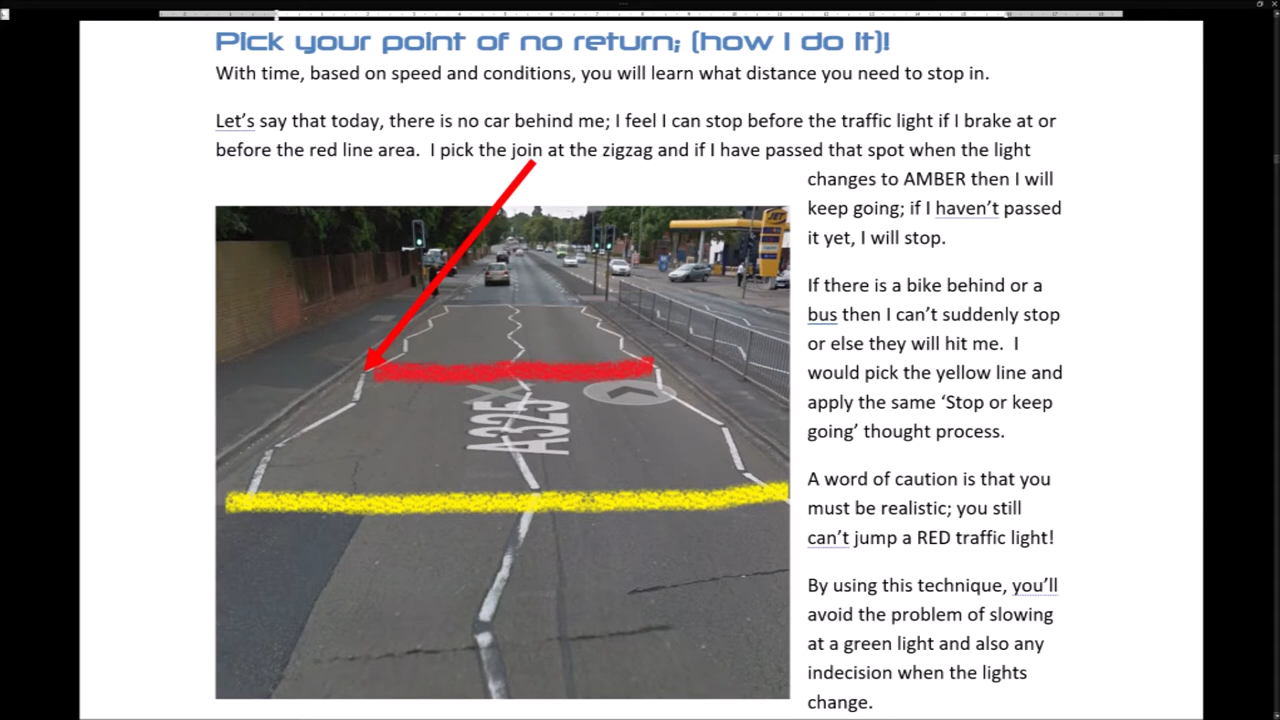 Pick your point of no return; (how I do it)!
With time, based on speed and conditions, you will learn what distance you need to stop in.
Let's say that today, there is no car behind me; I feel I can stop before the traffic light if I brake at or
before the red line area.  I pick the join at the zigzag and if I have passed that spot when the light
changes to AMBER then I will
keep going; if I haven't passed
it yet, I will stop.
If there is a bike behind or a
bus then I can't suddenly stop
or else they will hit me.  I
would pick the yellow line and
apply the same 'Stop or keep
going' thought process.
A word of caution is that you
must be realistic; you still
can't jump a RED traffic light!
By using this technique, you'll
avoid the problem of slowing
at a green light and also any
indecision when the lights
change.
JET
A325